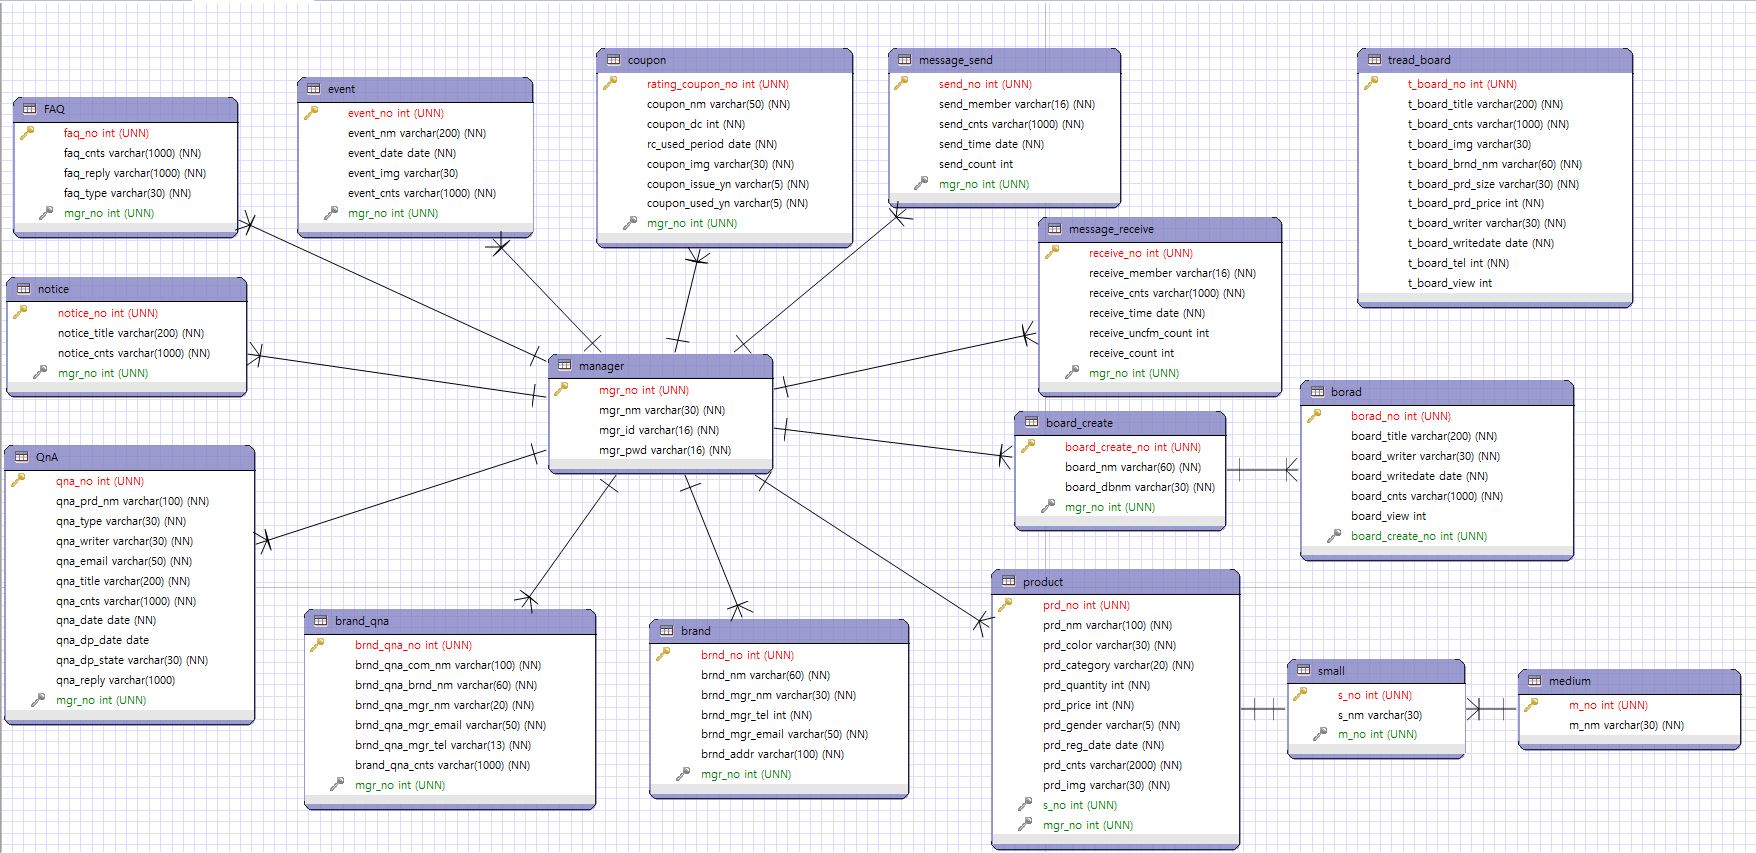 FAQ
faq_no int (UNN)
faq_cnts varchar(1000) (NN)
faq_reply varchar(1000) (NN)
faq_type varchar(30) (NN)
mgr_no int (UNN)
event
event_no int (UNN)
event_nm varchar(200) (NN)
event_date date (NN)
event_img varchar(30)
event_cnts varchar(1000) (NN)
mgr_no int (UNN)
coupon
rating_coupon_no int (UNN)
coupon_nm varchar(50) (NN)
coupon_dc int (NN)
rc_used_period date (NN)
coupon_img varchar(30) (NN)
coupon_issue_yn varchar(5) (NN)
coupon_used_yn varchar(5) (NN)
mgr_no int (UNN)
message_send
send_no int (UNN)
send_member varchar(16) (NN)
send_cnts varchar(1000) (NN)
send_time date (NN)
send_count int
mgr_no int (UNN)
tread_board
t_board_no int (UNN)
t_board_title varchar(200) (NN)
t_board_cnts varchar(1000) (NN)
t_board_img varchar(30)
t_board_brnd_nm varchar(60) (NN)
t_board_prd_size varchar(30) (NN)
t_board_prd_price int (NN)
t_board_writer varchar(30) (NN)
t_board_writedate date (NN)
t_board_tel int (NN)
t_board_view int
message_receive
receive_no int (UNN)
receive_member varchar(16) (NN)
receive_cnts varchar(1000) (NN)
receive_time date (NN)
receive_uncfm_count int
receive_count int
mgr_no int (UNN)
notice
notice_no int (UNN)
notice_title varchar(200) (NN)
notice_cnts varchar(1000) (NN)
mgr_no int (UNN)
manager
mgr_no int (UNN)
mgr_nm varchar(30) (NN)
mgr_id varchar(16) (NN)
mgr_pwd varchar(16) (NN)
board_create
board_create_no int (UNN)
board_nm varchar(60) (NN)
board_dbnm varchar(30) (NN)
mgr_no int (UNN)
borad
borad_no int (UNN)
board_title varchar(200) (NN)
board_writer varchar(30) (NN)
board_writedate date (NN)
board_cnts varchar(1000) (NN)
board_view int
board_create_no int (UNN)
QnA
qna_no int (UNN)
qna_prd_nm varchar(100) (NN)
qna_type varchar(30) (NN)
qna_writer varchar(30) (NN)
qna_email varchar(50) (NN)
qna_title varchar(200) (NN)
qna_cnts varchar(1000) (NN)
qna_date date (NN)
qna_dp_date date
qna_dp_state varchar(30) (NN)
qna_reply varchar(1000)
mgr_no int (UNN)
brand_qna
brnd_qna_no int (UNN)
brnd_qna_com_nm varchar(100) (NN)
brnd_qna_brnd_nm varchar(60) (NN)
brnd_qna_mgr_nm varchar(20) (NN)
brnd_qna_mgr_email varchar(50) (NN)
brnd_qna_mgr_tel varchar(13) (NN)
brand_qna_cnts varchar(1000) (NN)
mgr_no int (UNN)
brand
brnd_no int (UNN)
brnd_nm varchar(60) (NN)
brnd_mgr_nm varchar(30) (NN)
brnd_mgr_tel int (NN)
brnd_mgr_email varchar(50) (NN)
brnd_addr varchar(100) (NN)
mgr_no int (UNN)
product
prd_no int (UNN)
prd_nm varchar(100) (NN)
prd_color varchar(30) (NN)
prd_category varchar(20) (NN)
prd_quantity int (NN)
prd_price int (NN)
prd_gender varchar(5) (NN)
prd_reg_date date (NN)
prd_cnts varchar(2000) (NN)
prd_img varchar(30) (NN)
s_no int (UNN)
mgr_no int (UNN)
small
s_no int (UNN)
s_nm varchar(30)
m_no int (UNN)
medium
m_no int (UNN)
m_nm varchar(30) (NN)